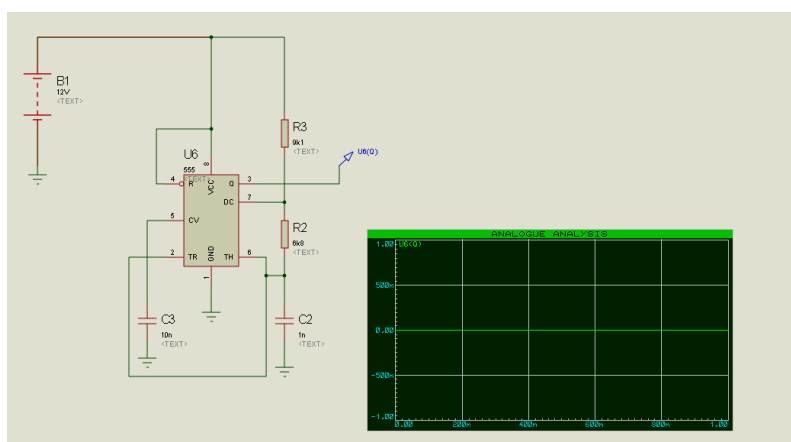 B1
12V
<TEXT>
U6
555
<TEXT>
R3
9k1
<TEXT>
U6(Q)
4
R
8
VCC
Q
3
DC
7
5
CV
2
TR
GND
1
TH
6
R2
6k8
<TEXT>
C3
10n
<TEXT>
C2
1n
<TEXT>
ANALOGUE ANALYSIS
1.00
U6(Q)
500m
0.00
-500m
-1.00
0.00 200m 400m 600m 800m 1.00